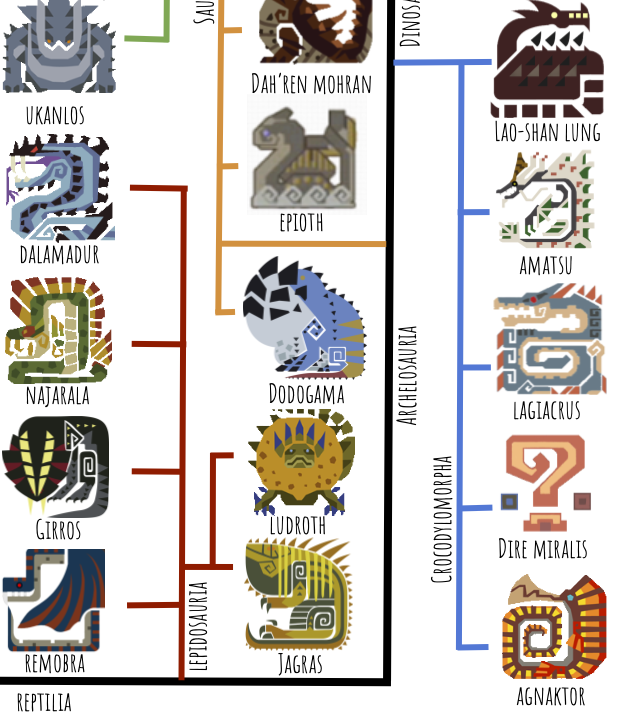 UKANLOS
DALAMADUR
NAJARALA
GIRROS
REMOBRA
REPTILIA
LEPIDOSAURIA
SAU
DAH'REN MOHRAN
EPIOTH
DODOGAMA
LUDROTH
JAGRAS
ARCHELOSAURIA
DINOSA
CROCODYLOMORPHA
LAO-SHAN LUNG
AMATSU
LAGIACRUS
DIRE MIRALIS
AGNAKTOR